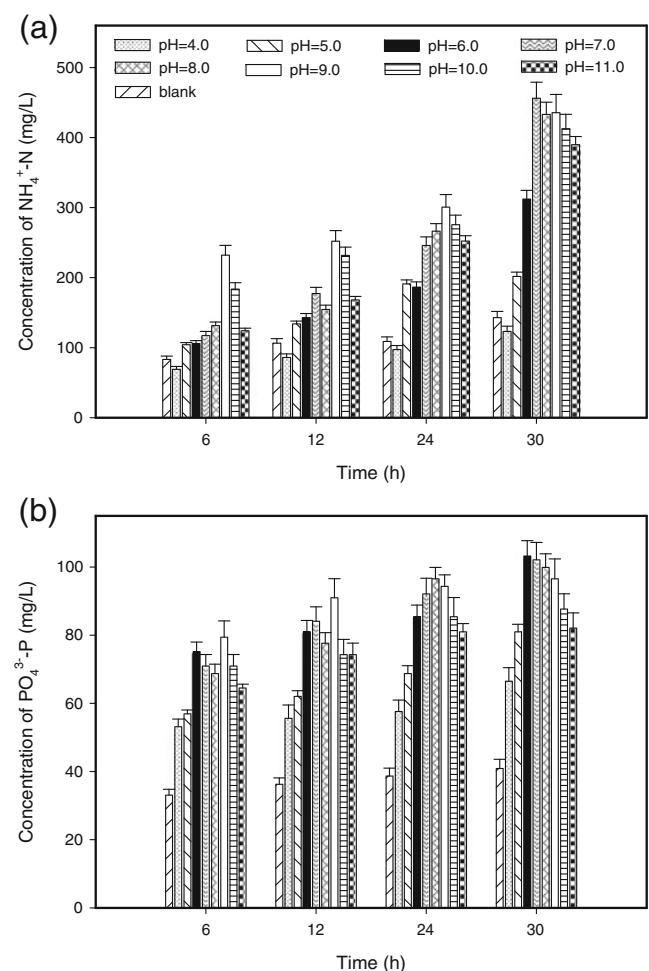 (a)
pH=4.0 pH=5.0 pH=6.0 pH=7.0
pH=8.0 pH=9.0 pH=10.0 pH=11.0
blank
Concentration of NH₄⁺-N (mg/L)
500
400
300
200
100
0
6 12 24 30
Time (h)
(b)
Concentration of PO₄³-P (mg/L)
100
80
60
40
20
0
6 12 24 30
Time (h)